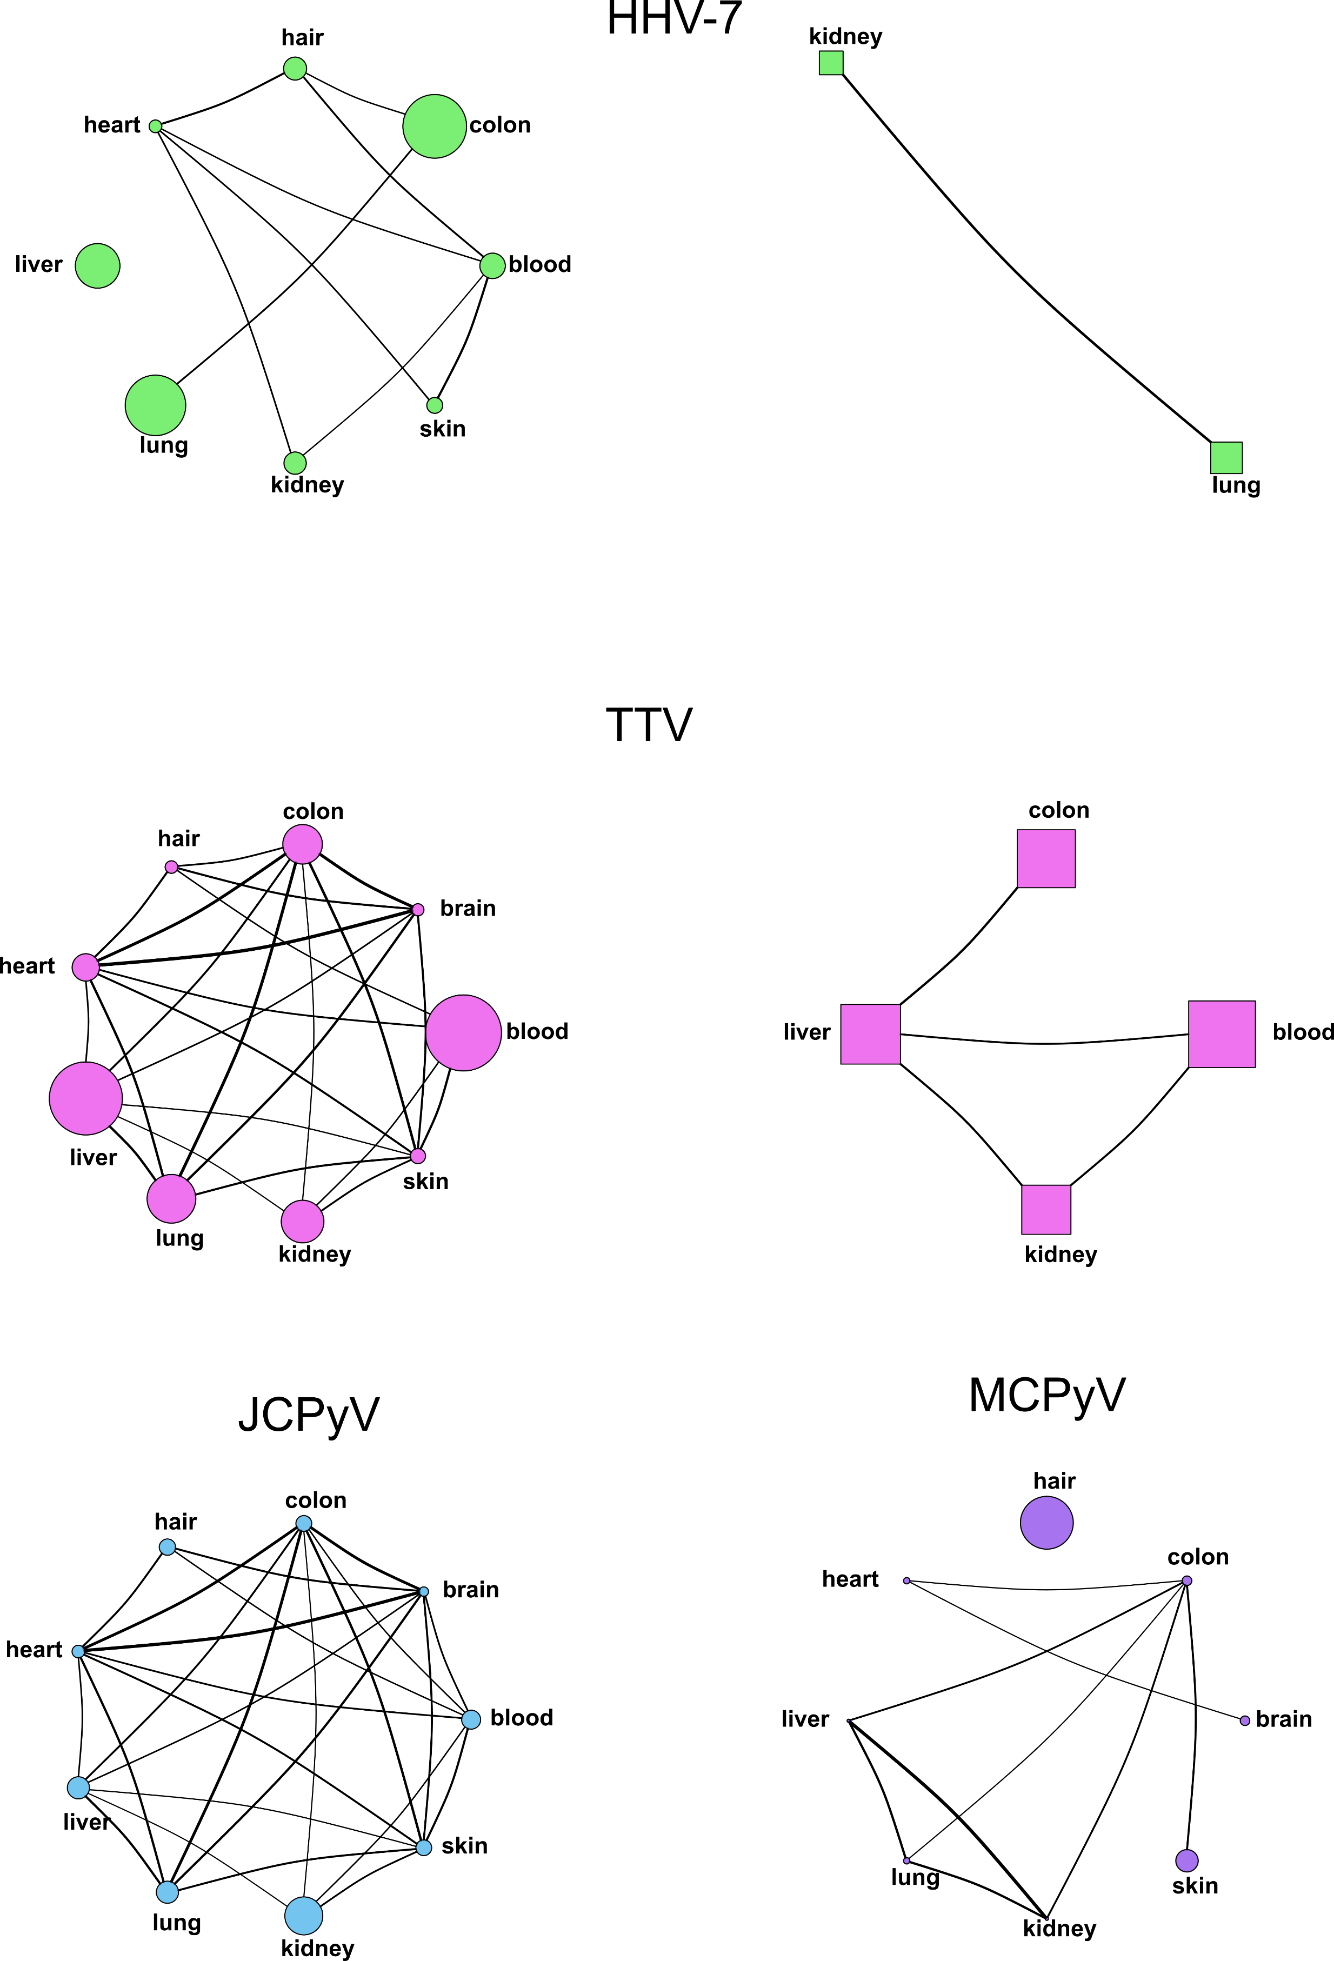 HHV-7
hair
heart
colon
liver
blood
lung
skin
kidney
kidney
lung
TTV
colon
hair
brain
heart
blood
liver
skin
lung
kidney
colon
liver
blood
kidney
JCPyV
colon
hair
brain
heart
blood
liver
skin
lung
kidney
MCPyV
hair
colon
heart
liver
brain
lung
skin
kidney